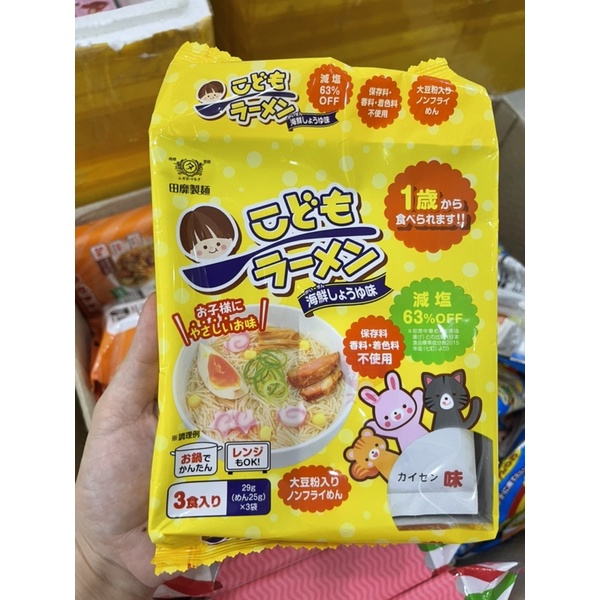 こども
ラーメン
海鮮しょうゆ味
減塩
63%
OFF
保存料・
香料・着色料
不使用
大豆粉入り
ノンフライ
めん
田靡製麺
こども
ラーメン
海鮮しょうゆ味
1歳から
食べられます!!
お子様に
やさしいお味
減塩
63%OFF
保存料
香料・着色料
不使用
※調理例
お鍋で
かんたん
レンジ
もOK!
3食入り
29g
(めん25g)
×3袋
大豆粉入り
ノンフライめん
カイセン 味